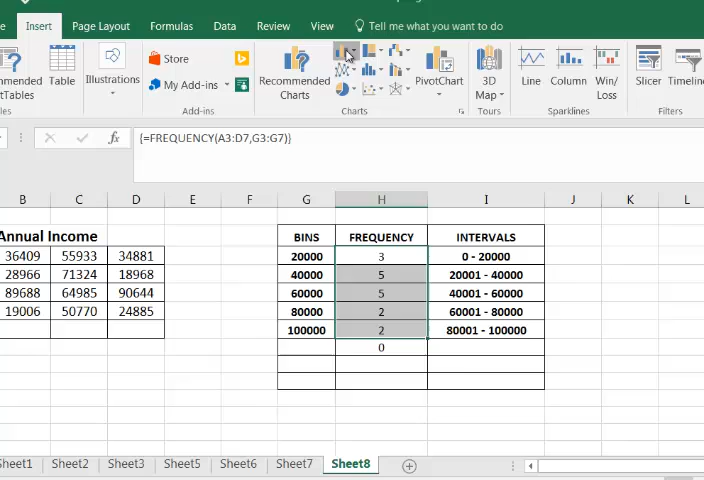 Insert Page Layout Formulas Data Review View Tell me what you want to do
Table Illustrations Store My Add-ins Recommended Charts PivotChart 3D Map Line Column Win/Loss Slicer
Add-ins Charts Tours Sparklines Filters
fx {=FREQUENCY(A3:D7,G3:G7)}
B C D E F G H I J K L
Annual Income BINS FREQUENCY INTERVALS
36409 55933 34881 20000 3 0 - 20000
28966 71324 18968 40000 5 20001 - 40000
89688 64985 90644 60000 5 40001 - 60000
19006 50770 24885 80000 2 60001 - 80000
100000 2 80001 - 100000
0
Sheet2 Sheet3 Sheet5 Sheet6 Sheet7 Sheet8